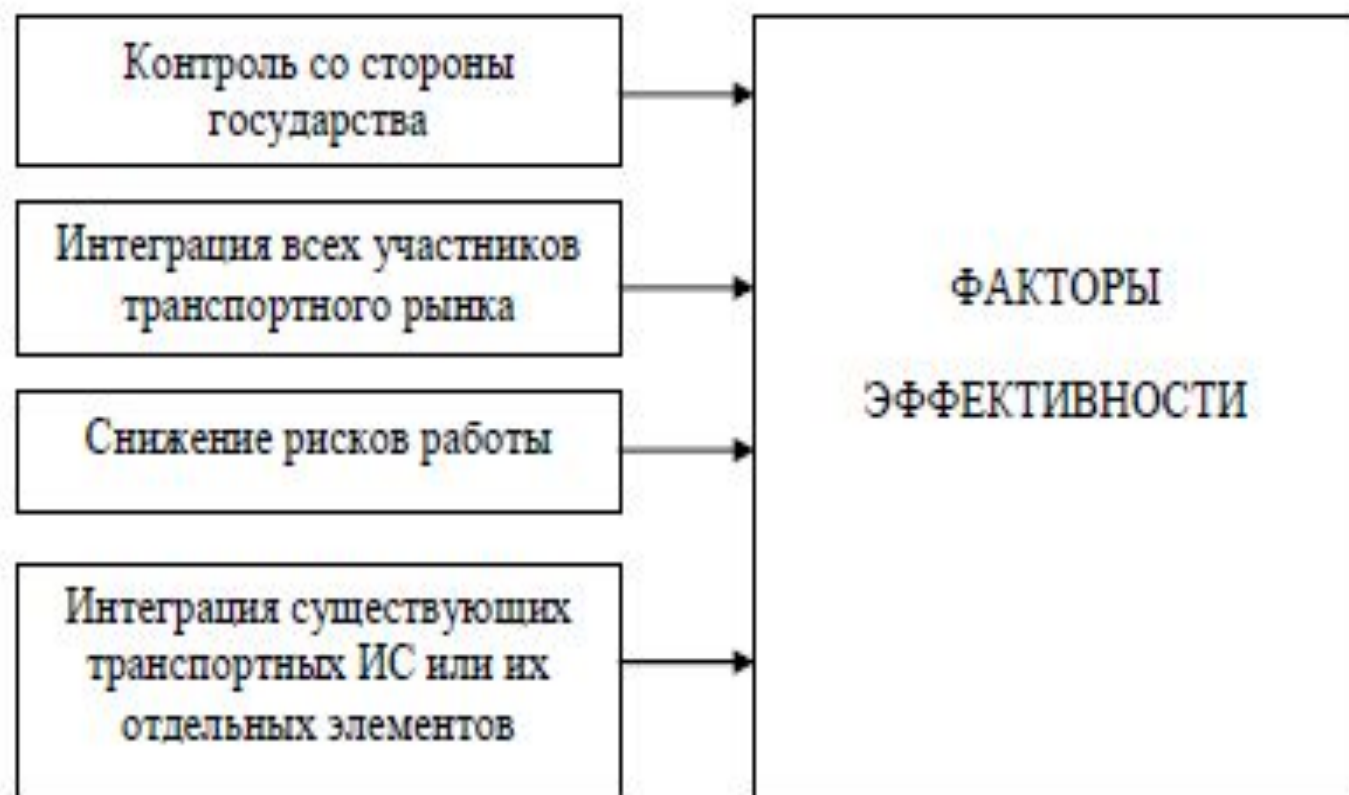 Контроль со стороны
государства
Интеграция всех участников
транспортного рынка
Снижение рисков работы
Интеграция существующих
транспортных ИС или их
отдельных элементов
ФАКТОРЫ
ЭФФЕКТИВНОСТИ